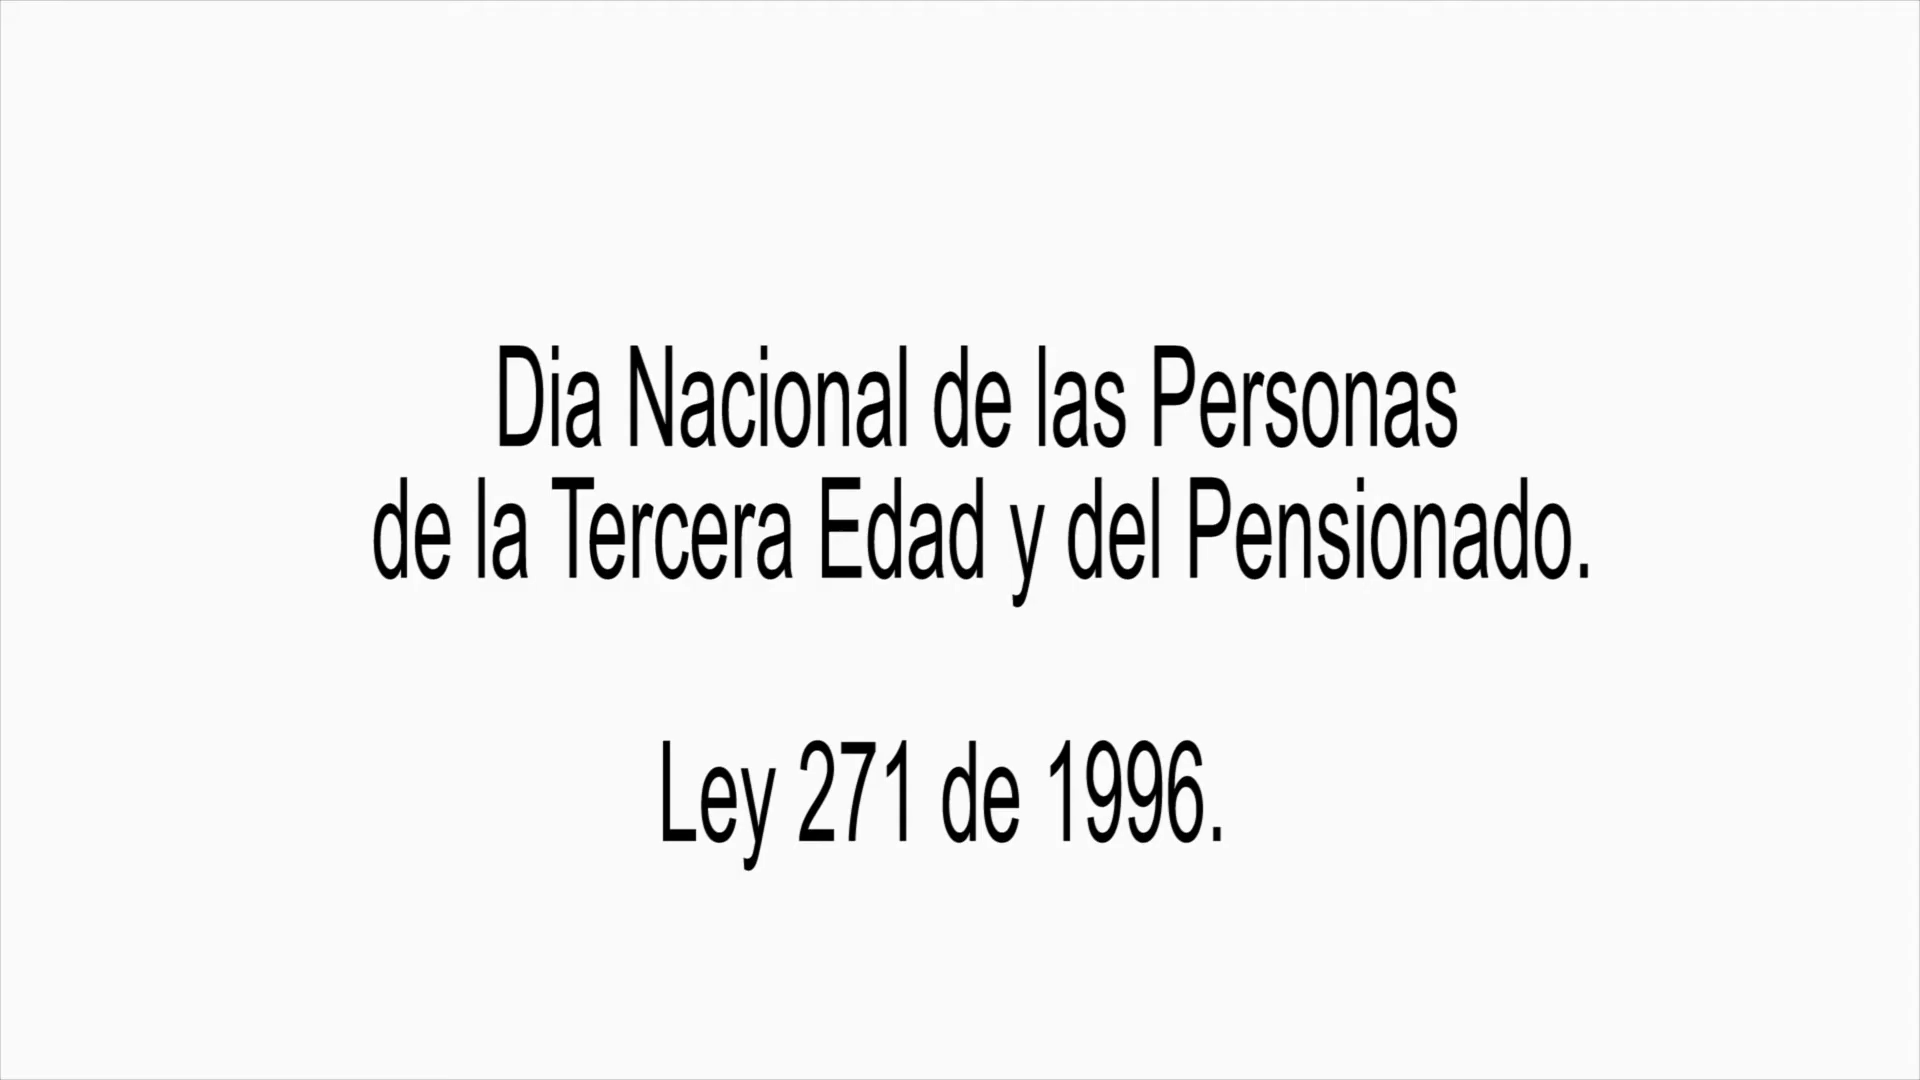 Dia Nacional de las Personas
de la Tercera Edad y del Pensionado.
Ley 271 de 1996.